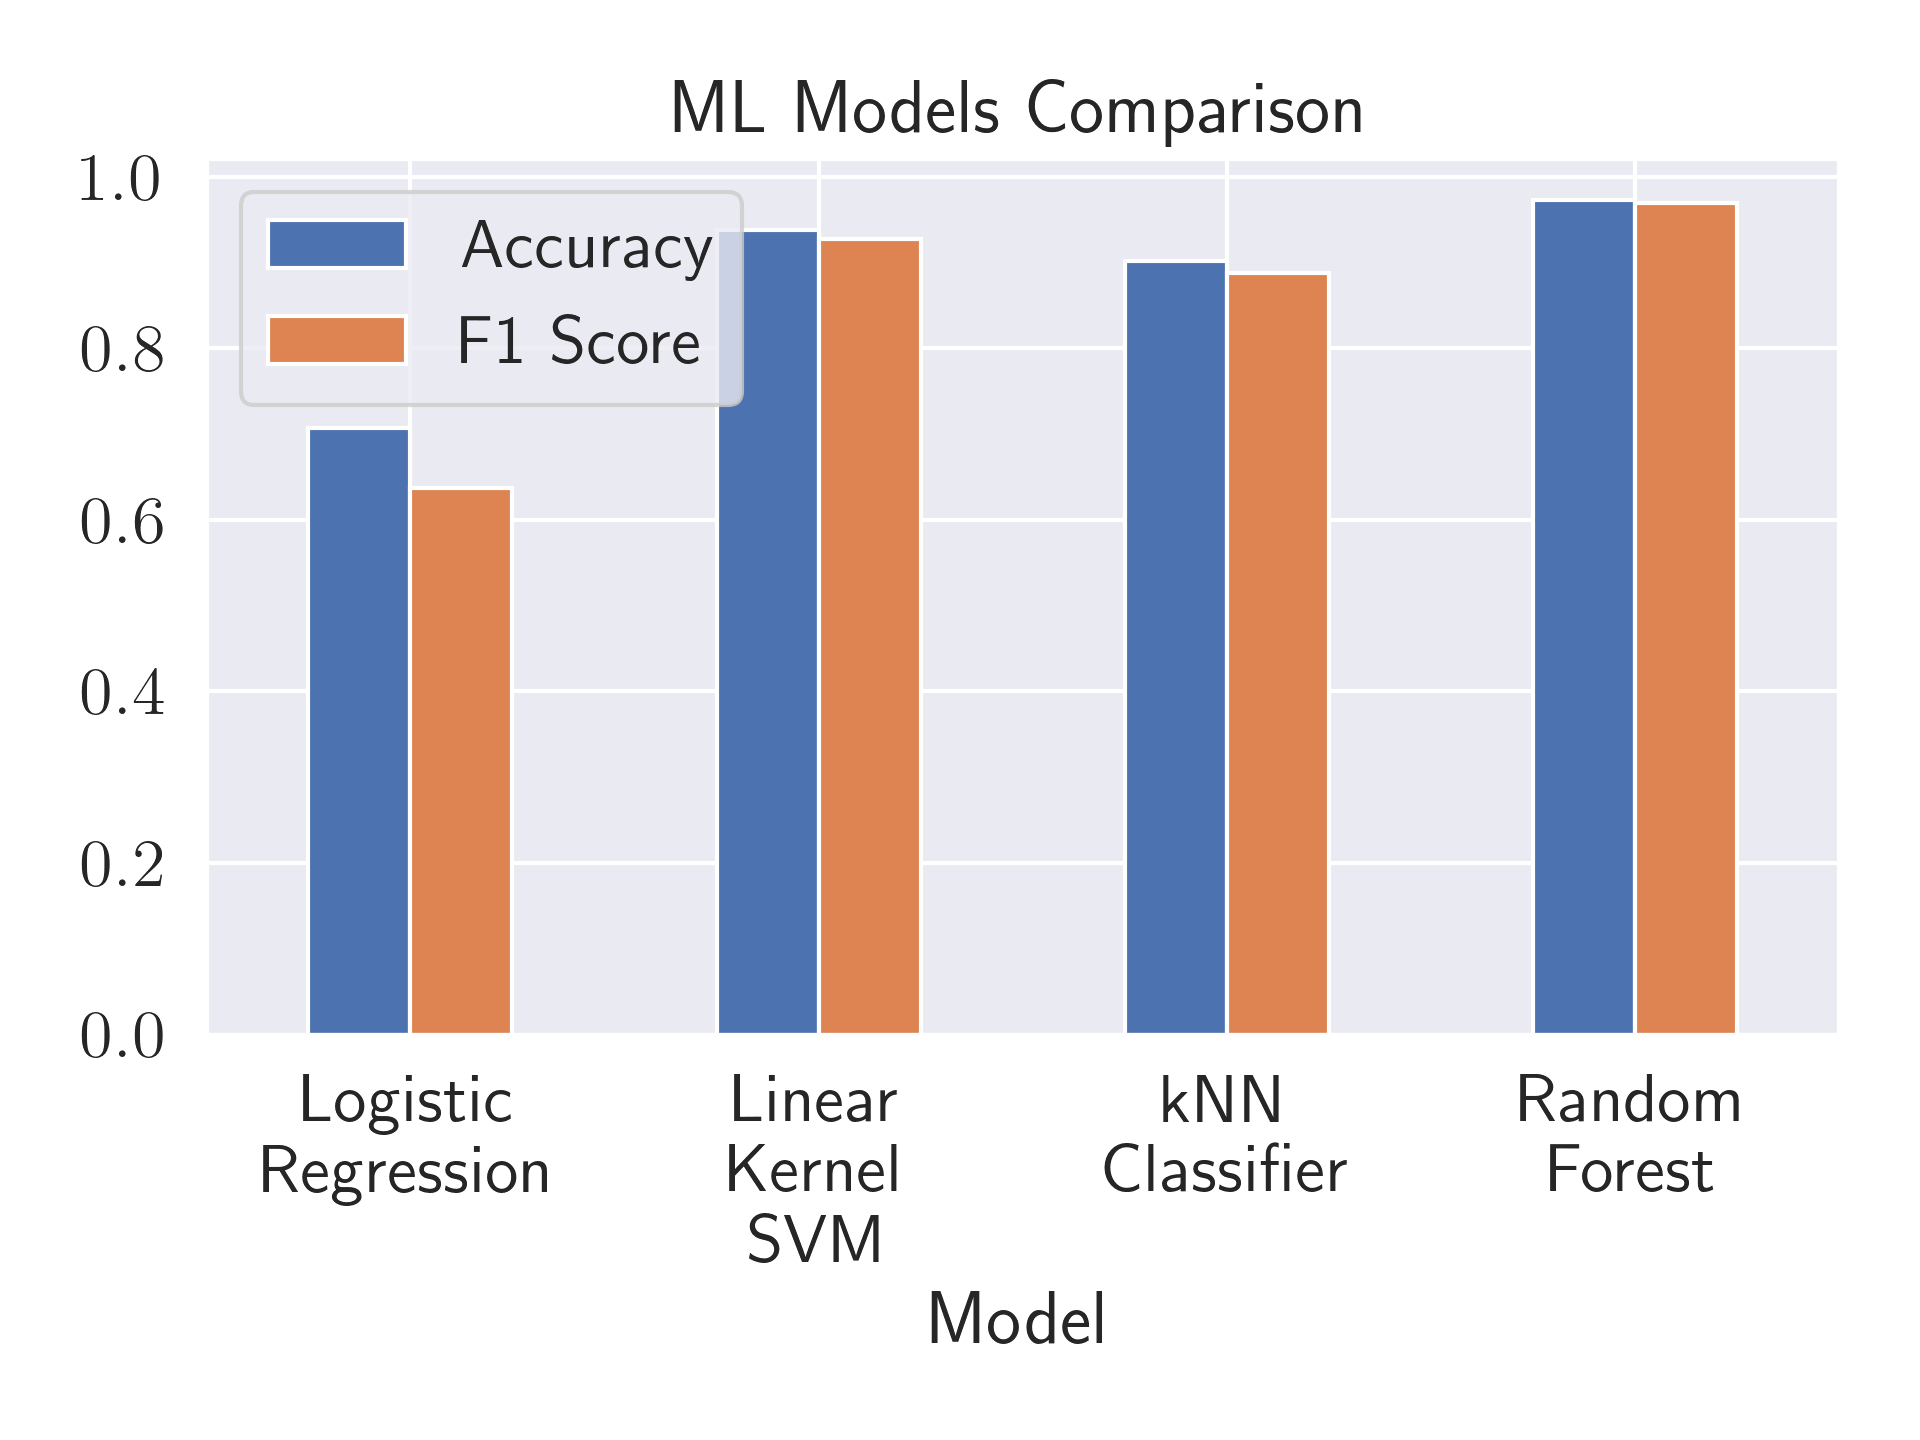 ML Models Comparison
1.0
0.8
0.6
0.4
0.2
0.0
Accuracy
F1 Score
Logistic
Regression
Linear
Kernel
SVM
kNN
Classifier
Random
Forest
Model